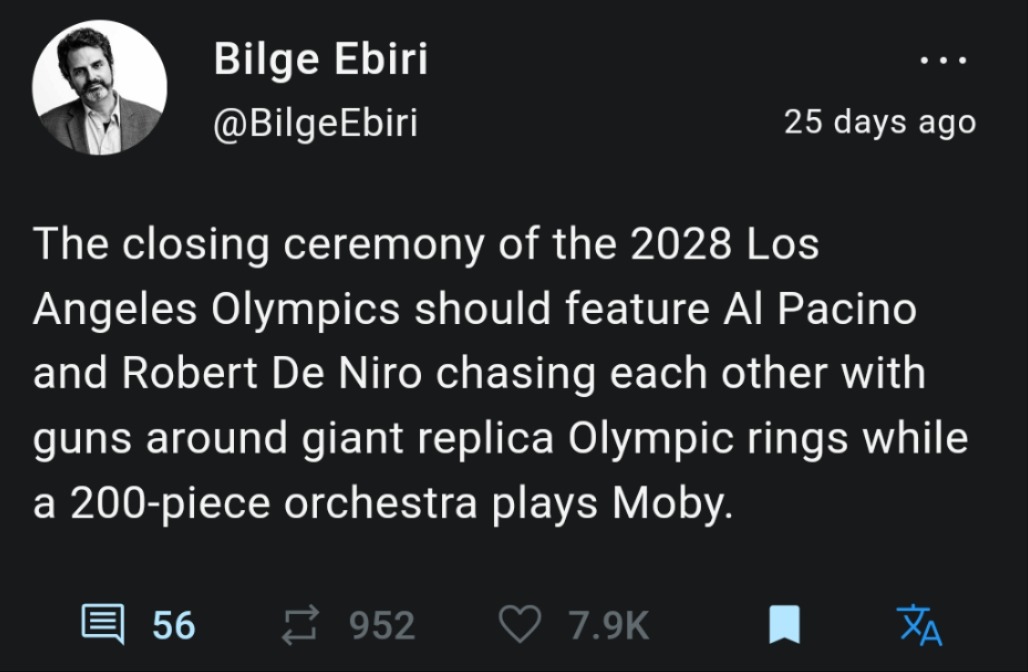 Bilge Ebiri
...
@BilgeEbiri
25 days ago
The closing ceremony of the 2028 Los
Angeles Olympics should feature Al Pacino
and Robert De Niro chasing each other with
guns around giant replica Olympic rings while
a 200-piece orchestra plays Moby.
56 952 7.9K